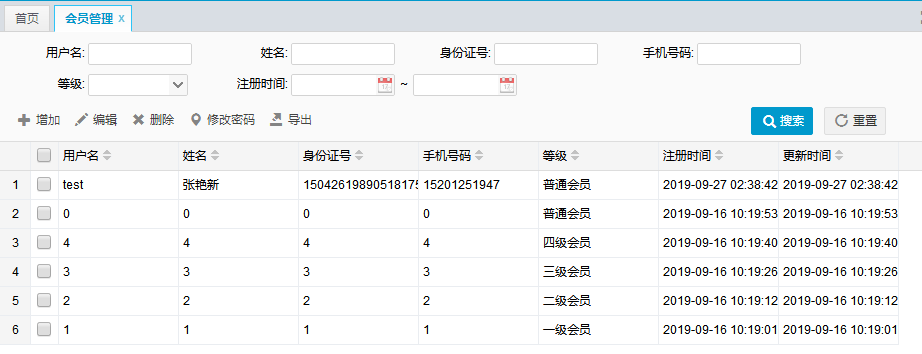 首页 会员管理 x
用户名: 姓名: 身份证号: 手机号码:
等级: 注册时间: ~
增加 编辑 删除 修改密码 导出 搜索 重置
用户名 姓名 身份证号 手机号码 等级 注册时间 更新时间
1 test 张艳新 15042619890518175 15201251947 普通会员 2019-09-27 02:38:42 2019-09-27 02:38:42
2 0 0 0 0 普通会员 2019-09-16 10:19:53 2019-09-16 10:19:53
3 4 4 4 4 四级会员 2019-09-16 10:19:40 2019-09-16 10:19:40
4 3 3 3 3 三级会员 2019-09-16 10:19:26 2019-09-16 10:19:26
5 2 2 2 2 二级会员 2019-09-16 10:19:12 2019-09-16 10:19:12
6 1 1 1 1 一级会员 2019-09-16 10:19:01 2019-09-16 10:19:01